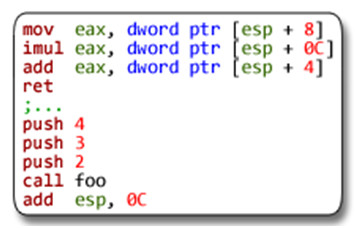 mov eax, dword ptr [esp + 8]
imul eax, dword ptr [esp + 0C]
add eax, dword ptr [esp + 4]
ret
;...
push 4
push 3
push 2
call foo
add esp, 0C